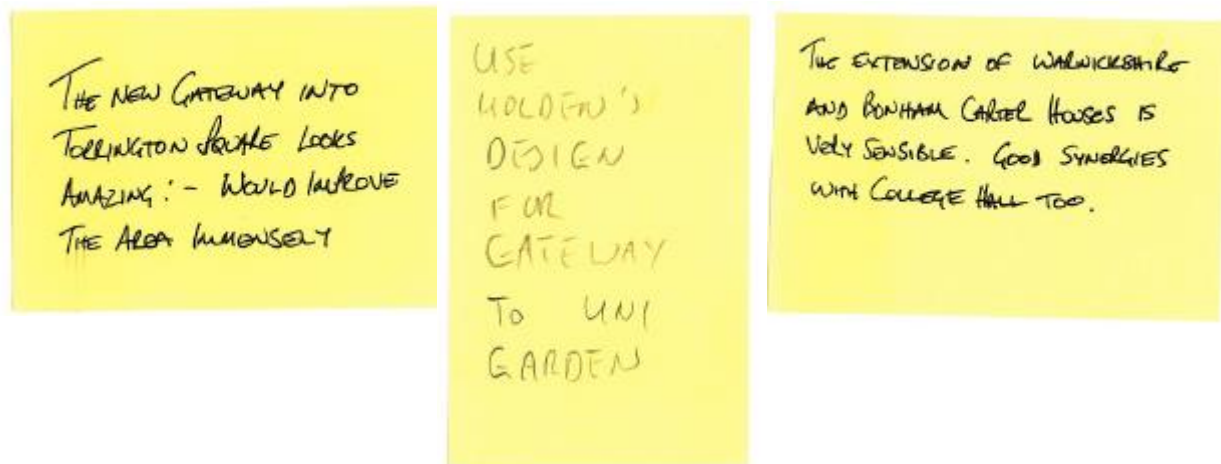 THE NEW GATEWAY INTO
TORRINGTON SQUARE LOOKS
AMAZING :- WOULD IMPROVE
THE AREA IMMENSELY
USE
HOLDEN'S
DESIGN
FOR
GATEWAY
TO UNI
GARDEN
THE EXTENSION OF WARWICKSHIRE
AND BONHAM CARTER HOUSES IS
VERY SENSIBLE. GOOD SYNERGIES
WITH COLLEGE HALL TOO.